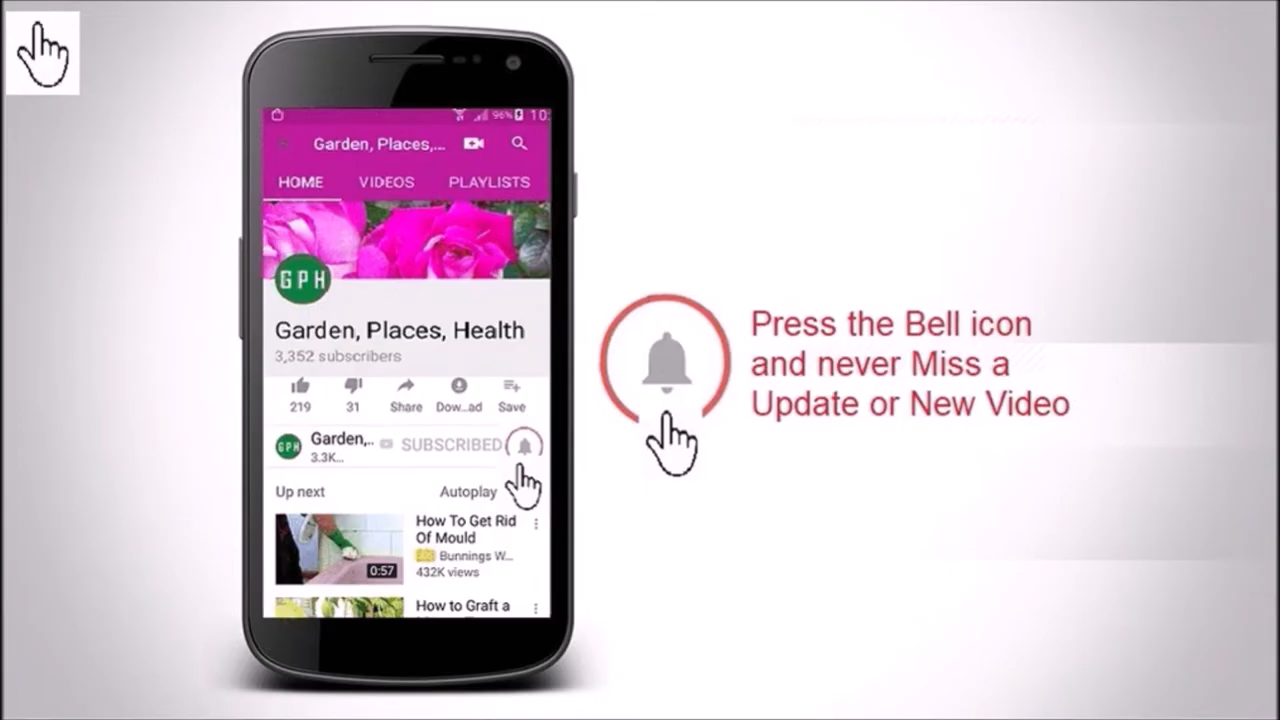 96% 10:
Garden, Places,...
HOME VIDEOS PLAYLISTS
GPH
Garden, Places, Health
3,352 subscribers
219 31 Share Dow...ad Save
GPH Garden,.. SUBSCRIBED
3.3K...
Up next Autoplay
How To Get Rid
Of Mould
Bunnings W...
432K views
0:57
How to Graft a
Press the Bell icon
and never Miss a
Update or New Video